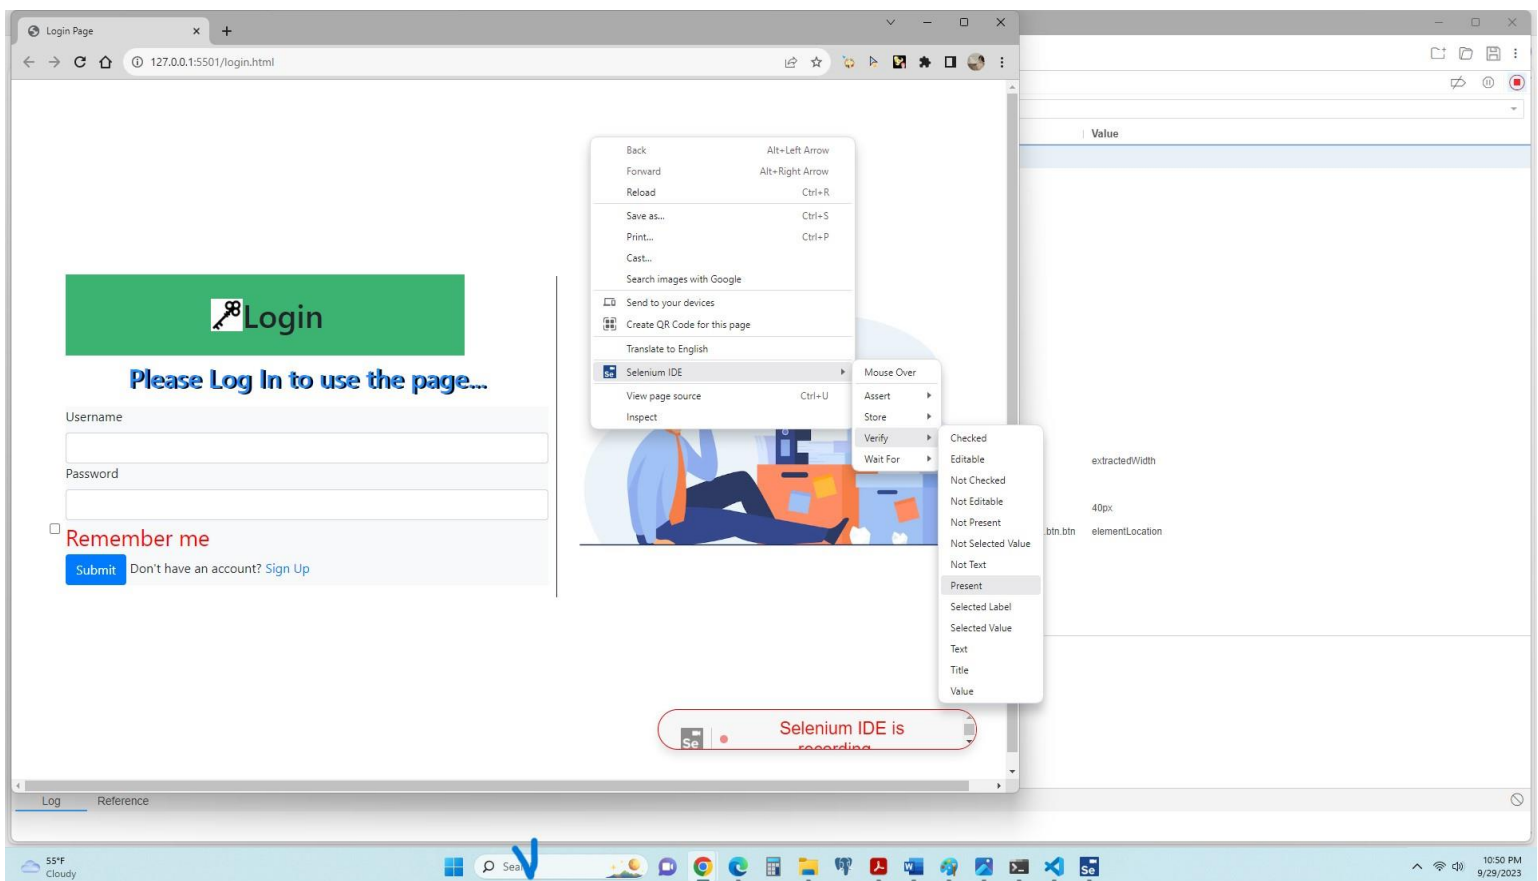 Login Page
127.0.0.1:5501/login.html
Value
Back Alt+Left Arrow
Forward Alt+Right Arrow
Reload Ctrl+R
Save as... Ctrl+S
Print... Ctrl+P
Cast...
Search images with Google
Send to your devices
Create QR Code for this page
Translate to English
Selenium IDE
View page source Ctrl+U
Inspect
Mouse Over
Assert
Store
Verify
Wait For
Checked
Editable
Not Checked
Not Editable
Not Present
Not Selected Value
Not Text
Present
Selected Label
Selected Value
Text
Title
Value
Login
Please Log In to use the page...
Username
Password
Remember me
Submit Don't have an account? Sign Up
extractedWidth
40px
.btn.btn elementLocation
Se
Selenium IDE is
recording
Log Reference
55°F
Cloudy
Sea
Se
10:50 PM
9/29/2023